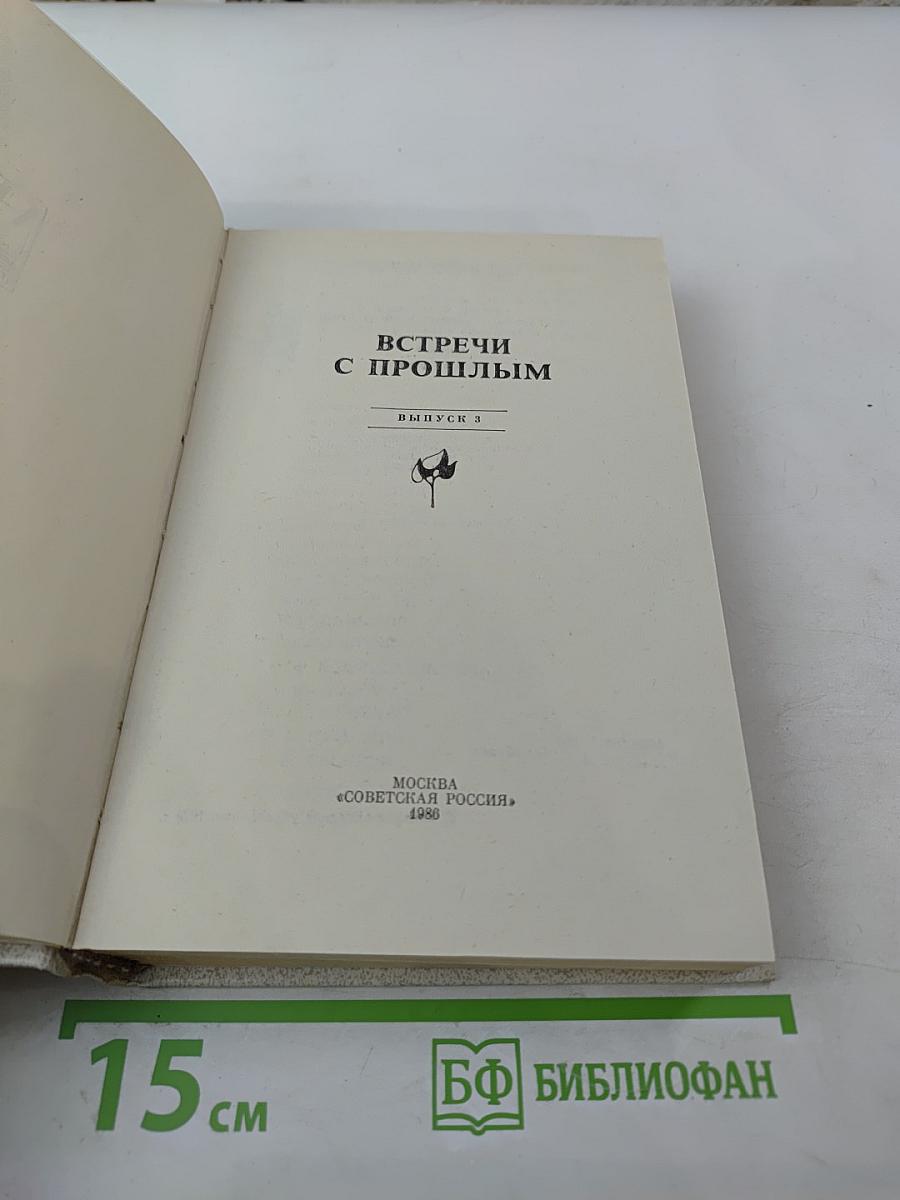 ВСТРЕЧИ
С ПРОШЛЫМ
ВЫПУСК 3
МОСКВА
«СОВЕТСКАЯ РОССИЯ»
1986
15 см
БФ БИБЛИОФАН